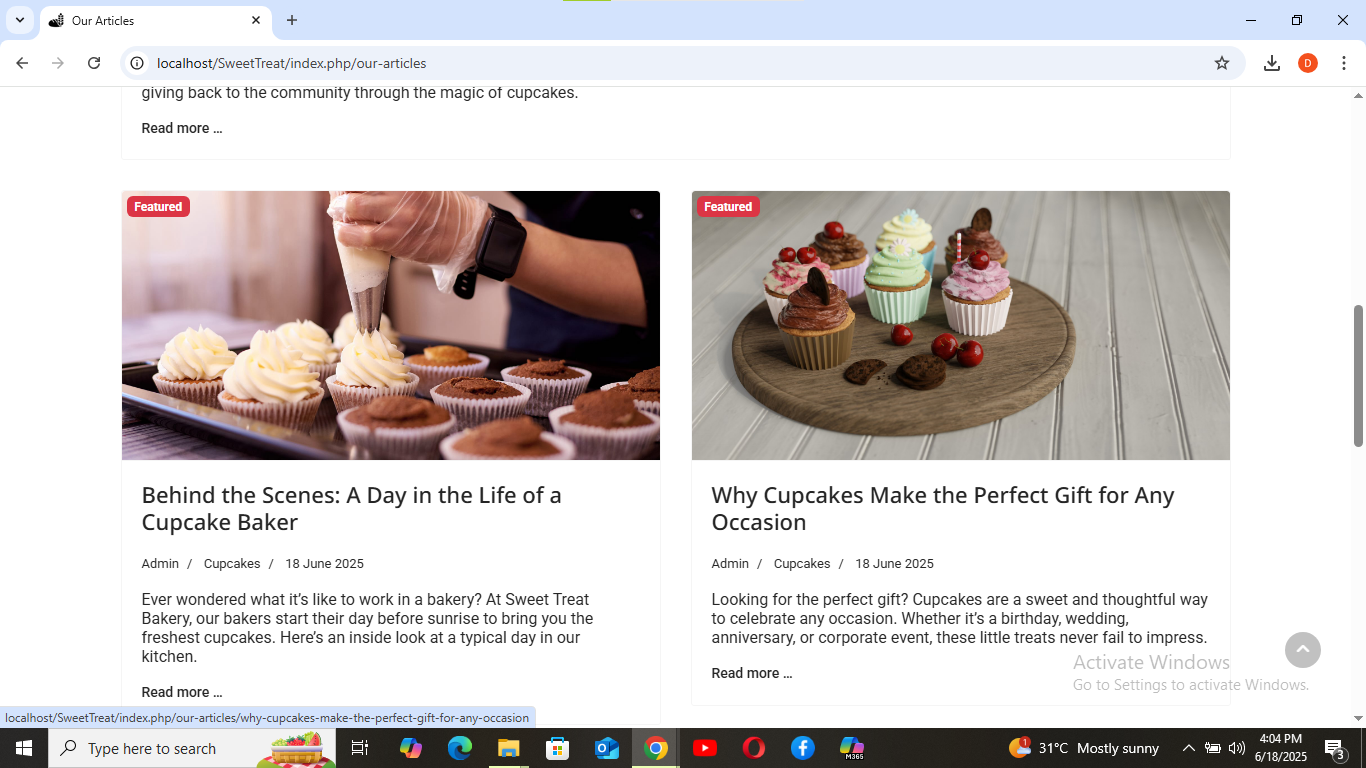 Our Articles
localhost/SweetTreat/index.php/our-articles
D
giving back to the community through the magic of cupcakes.
Read more ...
Featured
Featured
Behind the Scenes: A Day in the Life of a
Cupcake Baker
Admin / Cupcakes / 18 June 2025
Ever wondered what it’s like to work in a bakery? At Sweet Treat
Bakery, our bakers start their day before sunrise to bring you the
freshest cupcakes. Here’s an inside look at a typical day in our
kitchen.
Read more ...
Why Cupcakes Make the Perfect Gift for Any
Occasion
Admin / Cupcakes / 18 June 2025
Looking for the perfect gift? Cupcakes are a sweet and thoughtful way
to celebrate any occasion. Whether it’s a birthday, wedding,
anniversary, or corporate event, these little treats never fail to impress.
Read more ...
Activate Windows
Go to Settings to activate Windows.
localhost/SweetTreat/index.php/our-articles/why-cupcakes-make-the-perfect-gift-for-any-occasion
Type here to search
M365
1
31°C Mostly sunny
4:04 PM
6/18/2025
3